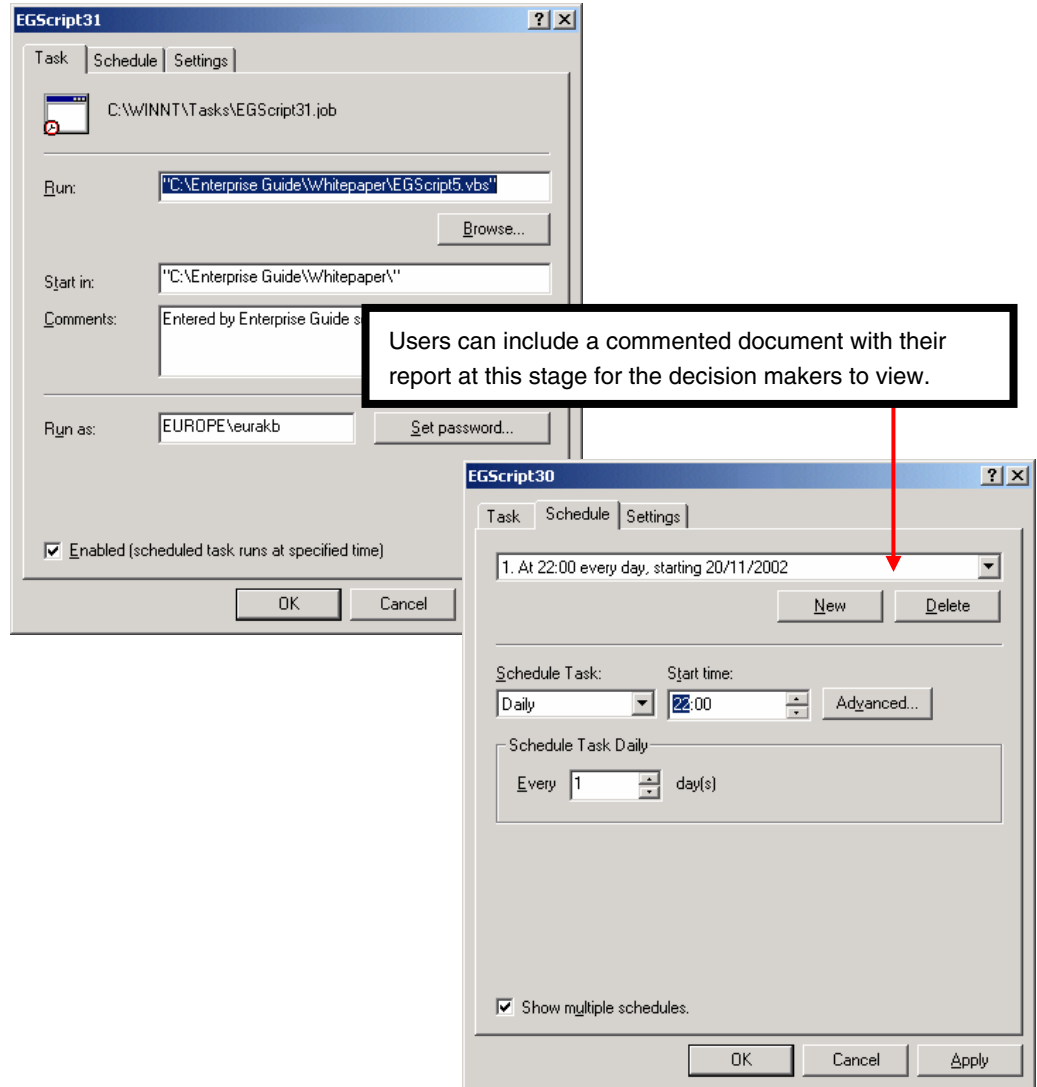 EGScript31
Task Schedule Settings
C:\WINNT\Tasks\EGScript31.job
Run: "C:\Enterprise Guide\Whitepaper\EGScript5.vbs"
Browse...
Start in: "C:\Enterprise Guide\Whitepaper\"
Comments: Entered by Enterprise Guide
Users can include a commented document with their
report at this stage for the decision makers to view.
Run as: EUROPE\eurakb Set password...
Enabled (scheduled task runs at specified time)
OK Cancel
EGScript30
Task Schedule Settings
1. At 22:00 every day, starting 20/11/2002
New Delete
Schedule Task: Start time:
Daily 22:00 Advanced...
Schedule Task Daily
Every 1 day(s)
Show multiple schedules.
OK Cancel Apply